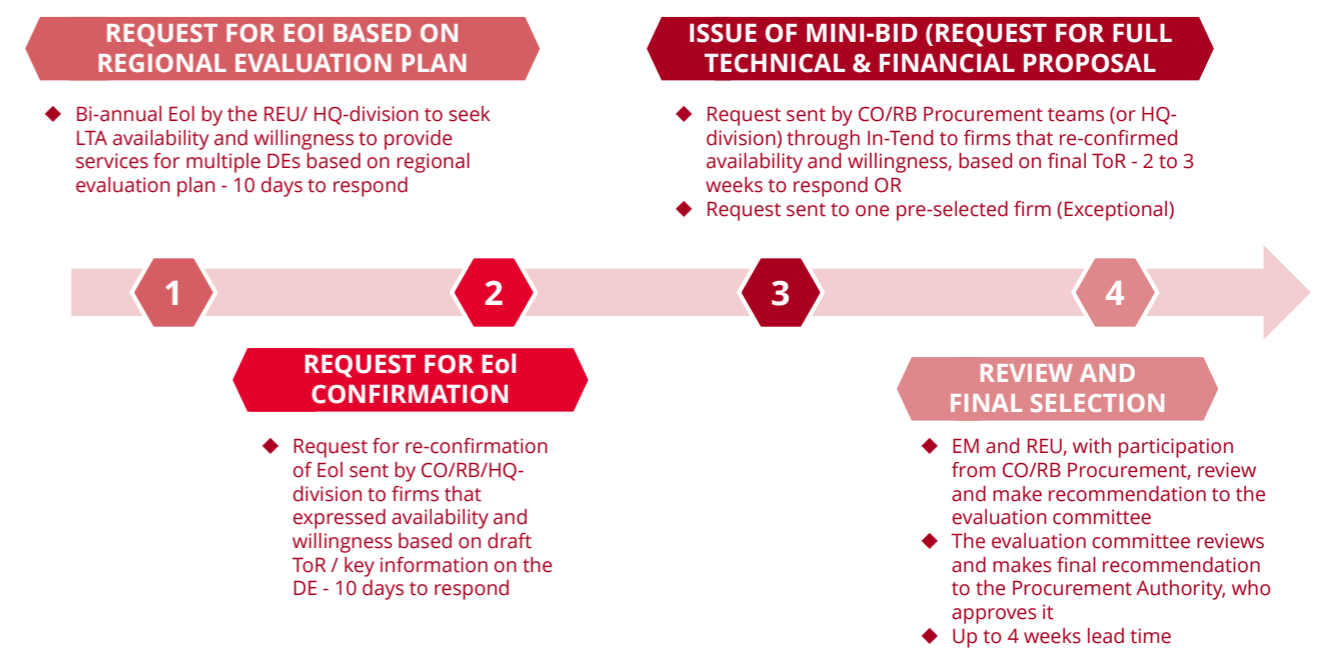 REQUEST FOR EOI BASED ON
REGIONAL EVALUATION PLAN
◆ Bi-annual EoI by the REU/ HQ-division to seek
LTA availability and willingness to provide
services for multiple DEs based on regional
evaluation plan - 10 days to respond
ISSUE OF MINI-BID (REQUEST FOR FULL
TECHNICAL & FINANCIAL PROPOSAL
◆ Request sent by CO/RB Procurement teams (or HQ-
division) through In-Tend to firms that re-confirmed
availability and willingness, based on final ToR - 2 to 3
weeks to respond OR
◆ Request sent to one pre-selected firm (Exceptional)
1
2
3
4
REQUEST FOR EoI
CONFIRMATION
◆ Request for re-confirmation
of EoI sent by CO/RB/HQ-
division to firms that
expressed availability and
willingness based on draft
ToR / key information on the
DE - 10 days to respond
REVIEW AND
FINAL SELECTION
◆ EM and REU, with participation
from CO/RB Procurement, review
and make recommendation to the
evaluation committee
◆ The evaluation committee reviews
and makes final recommendation
to the Procurement Authority, who
approves it
◆ Up to 4 weeks lead time